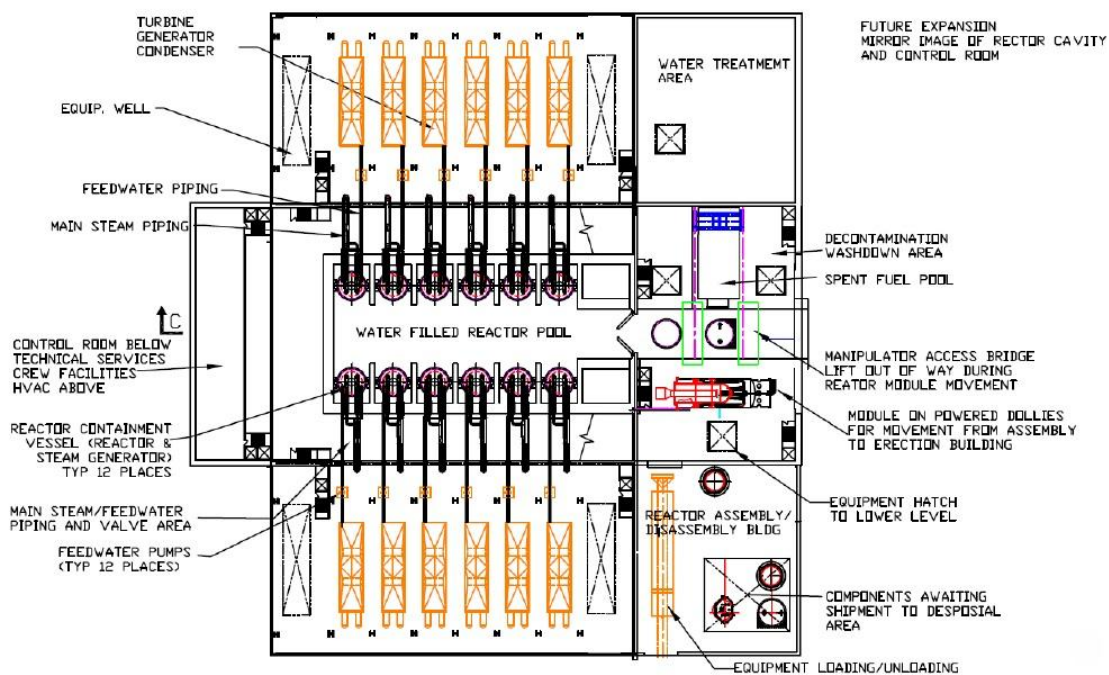 TURBINE
GENERATOR
CONDENSER
EQUIP. WELL
FEEDWATER PIPING
MAIN STEAM PIPING
C
CONTROL ROOM BELOW
TECHNICAL SERVICES
CREW FACILITIES
HVAC ABOVE
REACTOR CONTAINMENT
VESSEL (REACTOR &
STEAM GENERATOR)
TYP 12 PLACES
MAIN STEAM/FEEDWATER
PIPING AND VALVE AREA
FEEDWATER PUMPS
(TYP 12 PLACES)
WATER FILLED REACTOR POOL
WATER TREATMEMT
AREA
FUTURE EXPANSION
MIRROR IMAGE OF RECTOR CAVITY
AND CONTROL ROOM
DECONTAMINATION
WASHDOWN AREA
SPENT FUEL POOL
MANIPULATOR ACCESS BRIDGE
LIFT OUT OF WAY DURING
REATOR MODULE MOVEMENT
MODULE ON POWERED DOLLIES
FOR MOVEMENT FROM ASSEMBLY
TO ERECTION BUILDING
EQUIPMENT HATCH
TO LOWER LEVEL
REACTOR ASSEMBLY/
DISASSEMBLY BLDG
COMPONENTS AWAITING
SHIPMENT TO DESPOSIAL
AREA
EQUIPMENT LOADING/UNLOADING